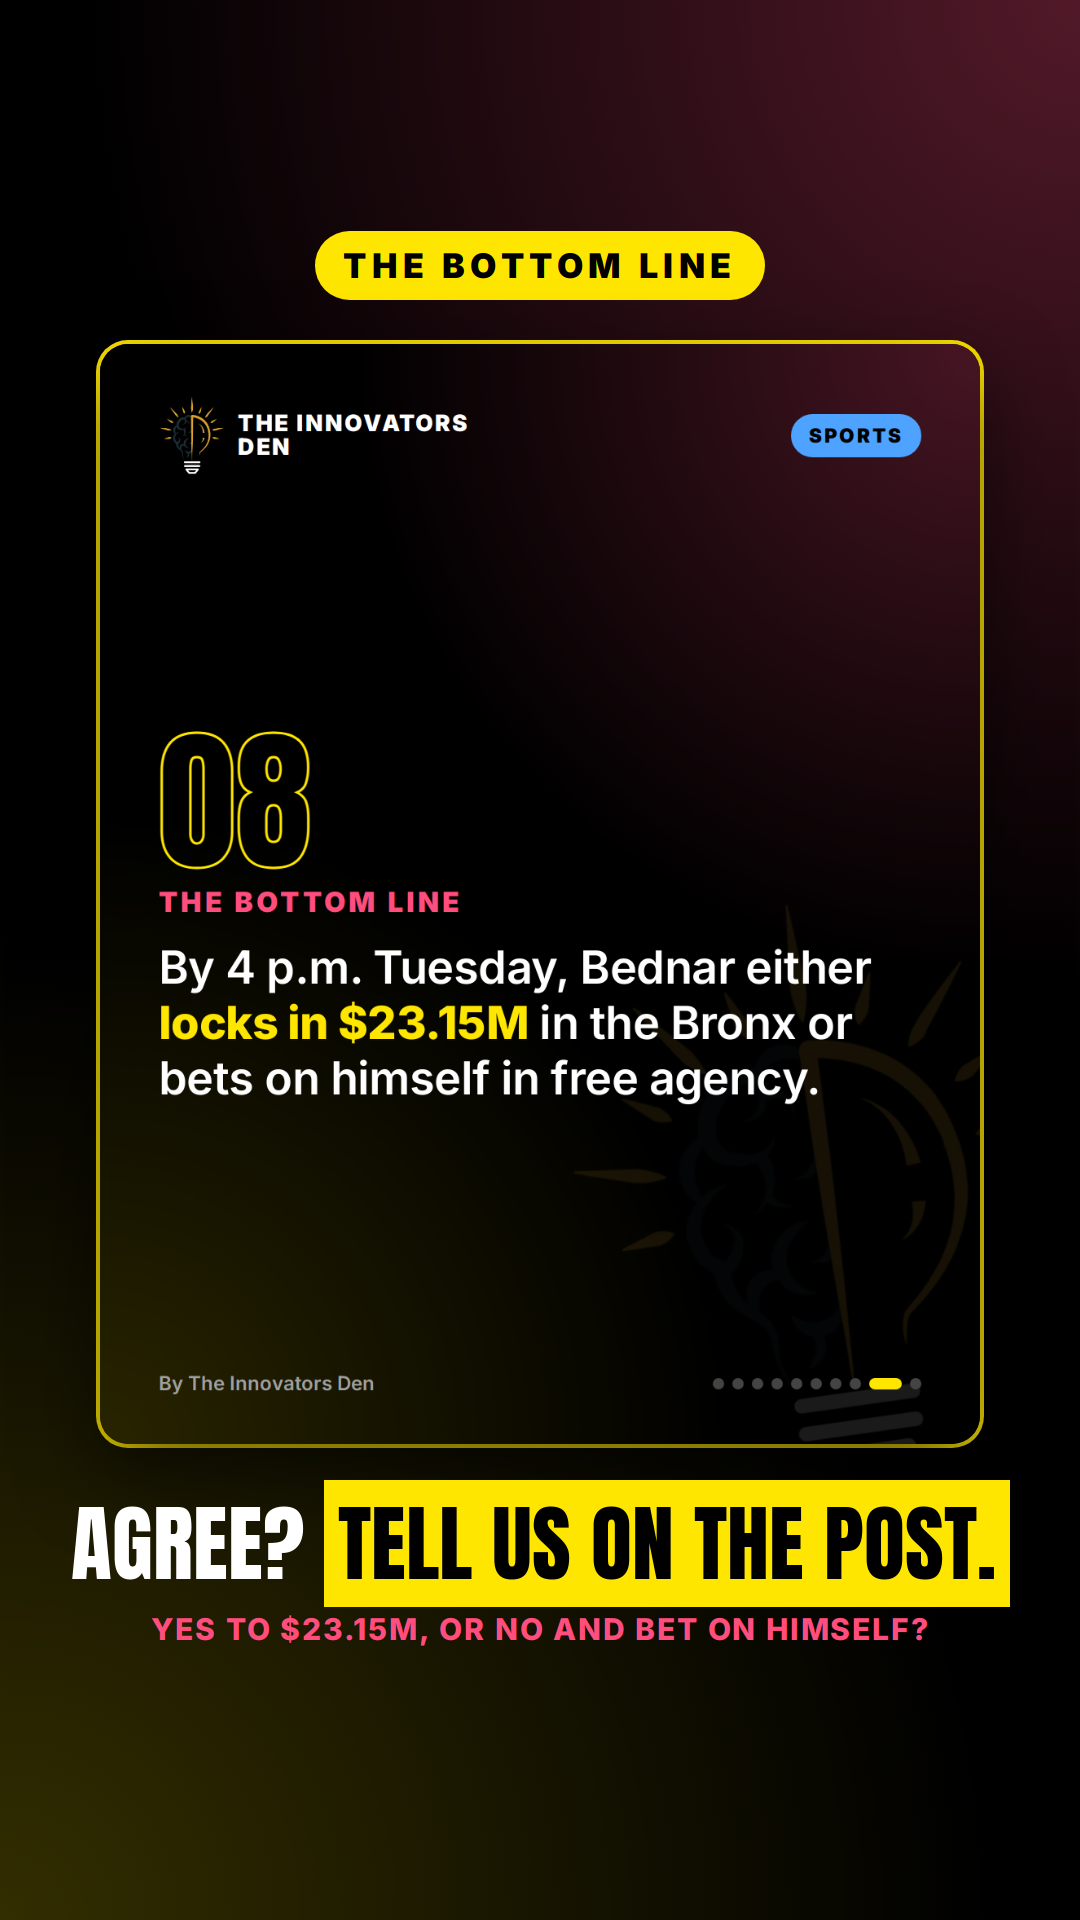 THE BOTTOM LINE
THE INNOVATORS
DEN
SPORTS
08
THE BOTTOM LINE
By 4 p.m. Tuesday, Bednar either
locks in $23.15M in the Bronx or
bets on himself in free agency.
By The Innovators Den
AGREE? TELL US ON THE POST.
YES TO $23.15M, OR NO AND BET ON HIMSELF?